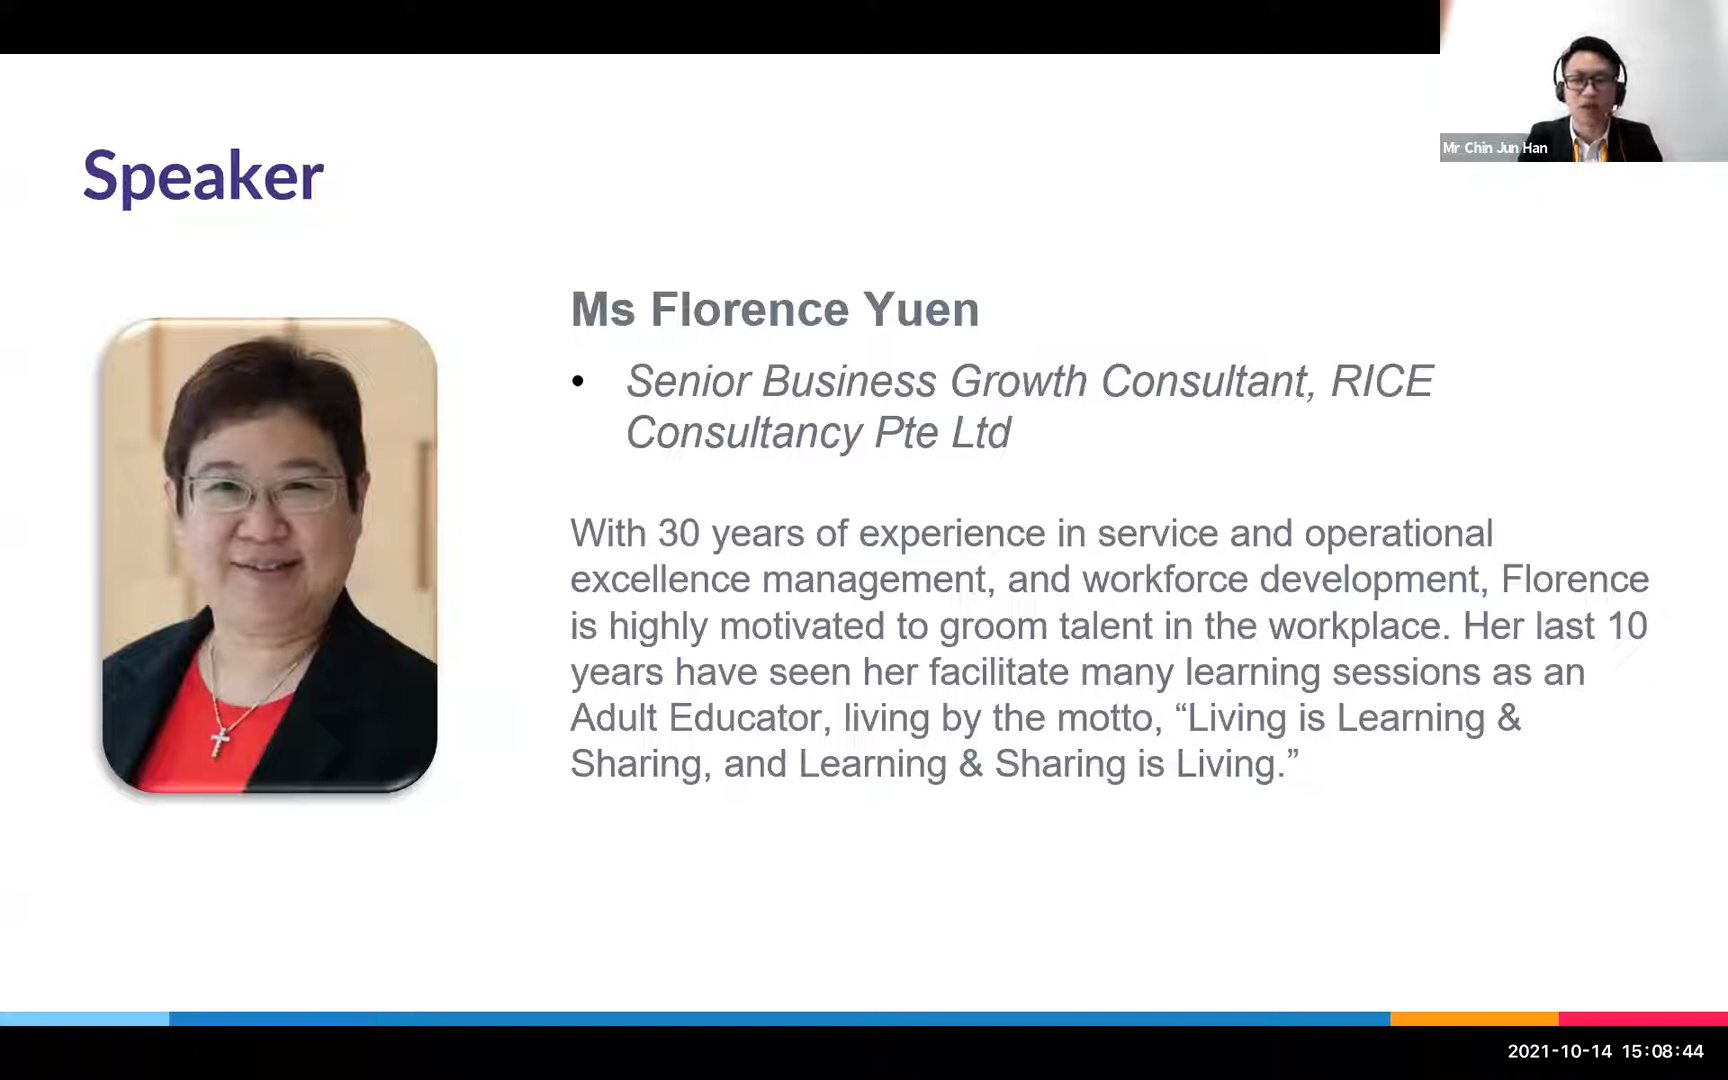 Mr Chin Jun Han
Speaker
Ms Florence Yuen
• Senior Business Growth Consultant, RICE
Consultancy Pte Ltd
With 30 years of experience in service and operational
excellence management, and workforce development, Florence
is highly motivated to groom talent in the workplace. Her last 10
years have seen her facilitate many learning sessions as an
Adult Educator, living by the motto, “Living is Learning &
Sharing, and Learning & Sharing is Living.”
2021-10-14 15:08:44